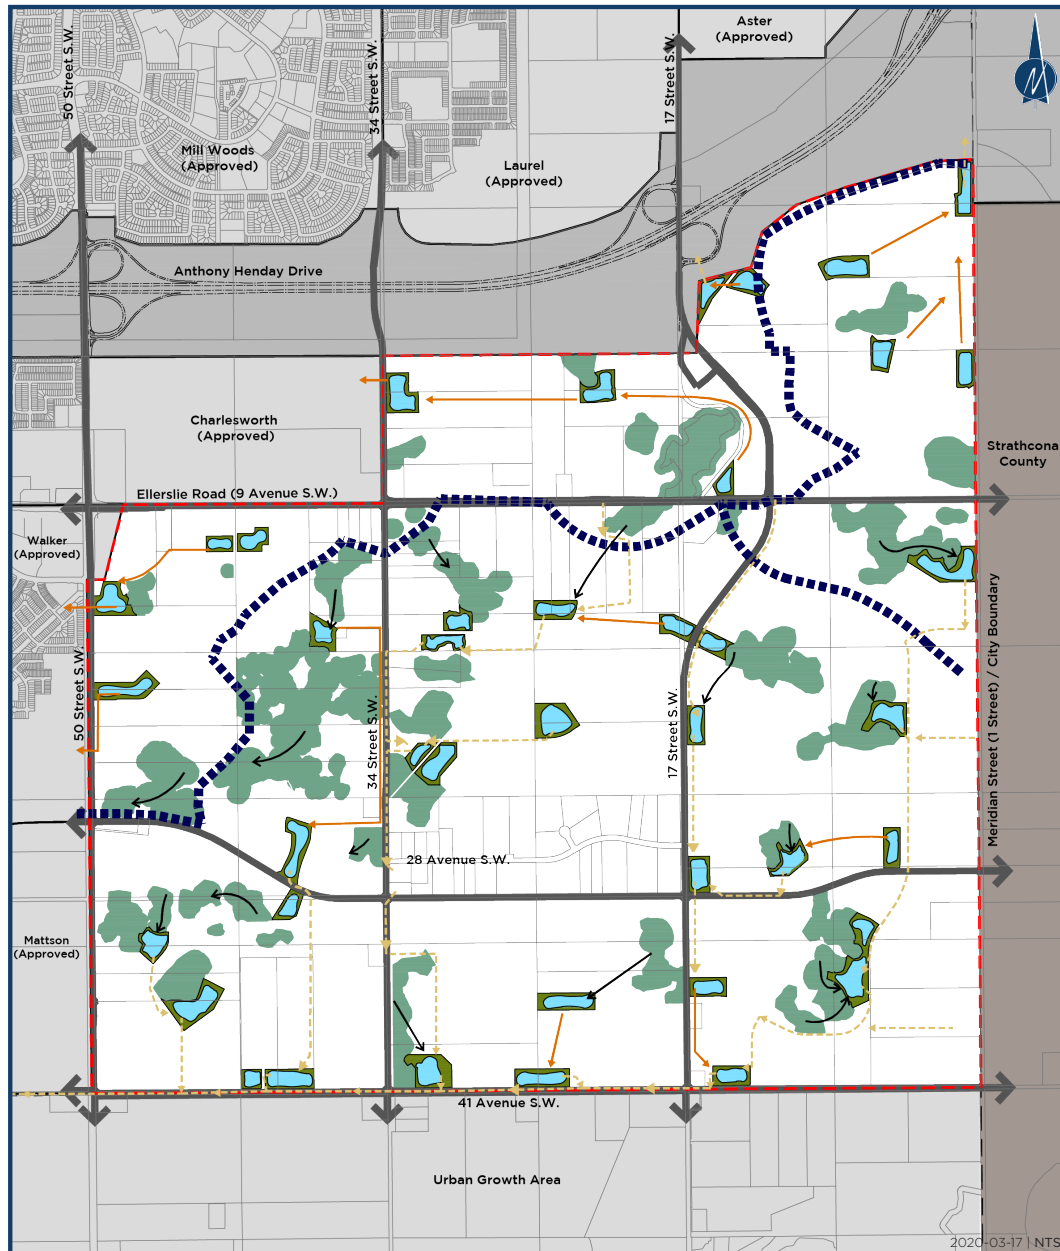 Aster
(Approved)
50 Street S.W.
34 Street S.W.
17 Street S.W.
Mill Woods
(Approved)
Laurel
(Approved)
Anthony Henday Drive
Charlesworth
(Approved)
Strathcona
County
Ellerslie Road (9 Avenue S.W.)
Walker
(Approved)
50 Street S.W.
34 Street S.W.
17 Street S.W.
Meridian Street (1 Street) / City Boundary
28 Avenue S.W.
Mattson
(Approved)
41 Avenue S.W.
Urban Growth Area
2020-03-17 | NTS